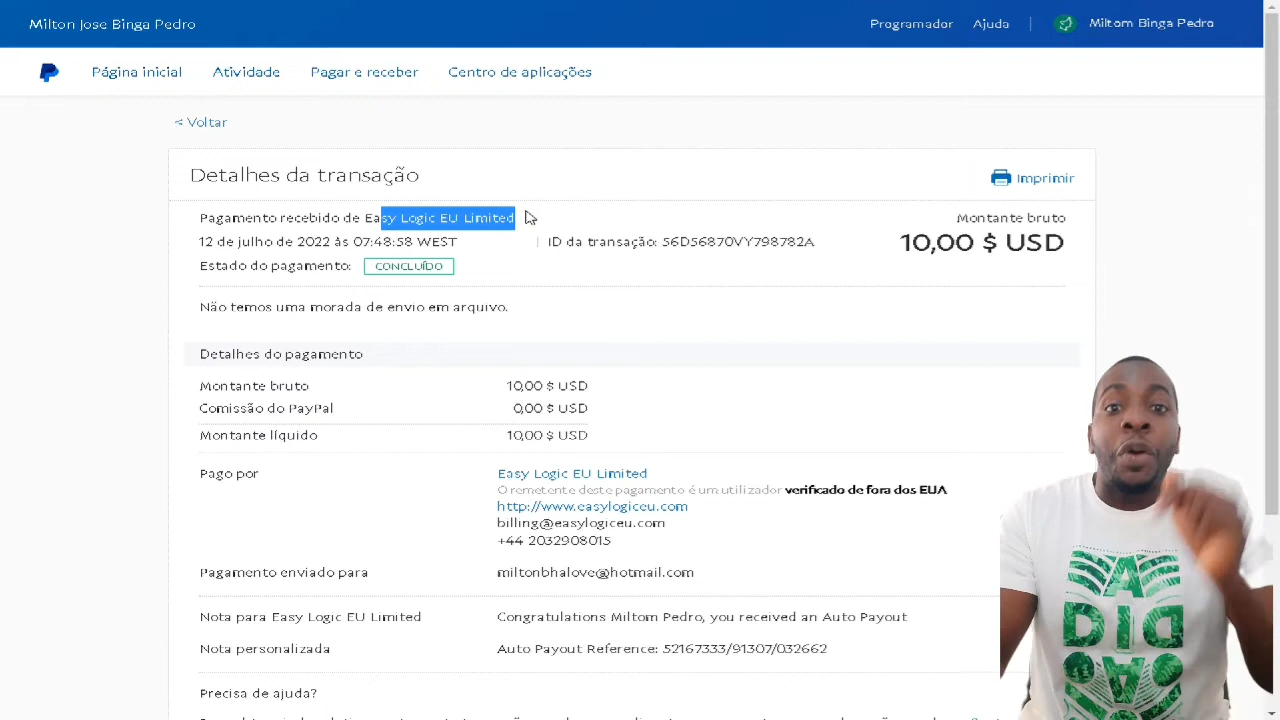 Milton Jose Binga Pedro
Programador Ajuda Miltom Binga Pedro
Página inicial Atividade Pagar e receber Centro de aplicações
< Voltar
Detalhes da transação
Imprimir
Pagamento recebido de Easy Logic EU Limited
Montante bruto
12 de julho de 2022 às 07:48:58 WEST | ID da transação: 56D56870VY798782A
10,00 $ USD
Estado do pagamento: CONCLUÍDO
Não temos uma morada de envio em arquivo.
Detalhes do pagamento
Montante bruto 10,00 $ USD
Comissão do PayPal 0,00 $ USD
Montante líquido 10,00 $ USD
Pago por Easy Logic EU Limited
O remetente deste pagamento é um utilizador verificado de fora dos EUA
http://www.easylogiceu.com
billing@easylogiceu.com
+44 2032908015
Pagamento enviado para miltonbhalove@hotmail.com
Nota para Easy Logic EU Limited Congratulations Miltom Pedro, you received an Auto Payout
Nota personalizada Auto Payout Reference: 52167333/91307/032662
Precisa de ajuda?